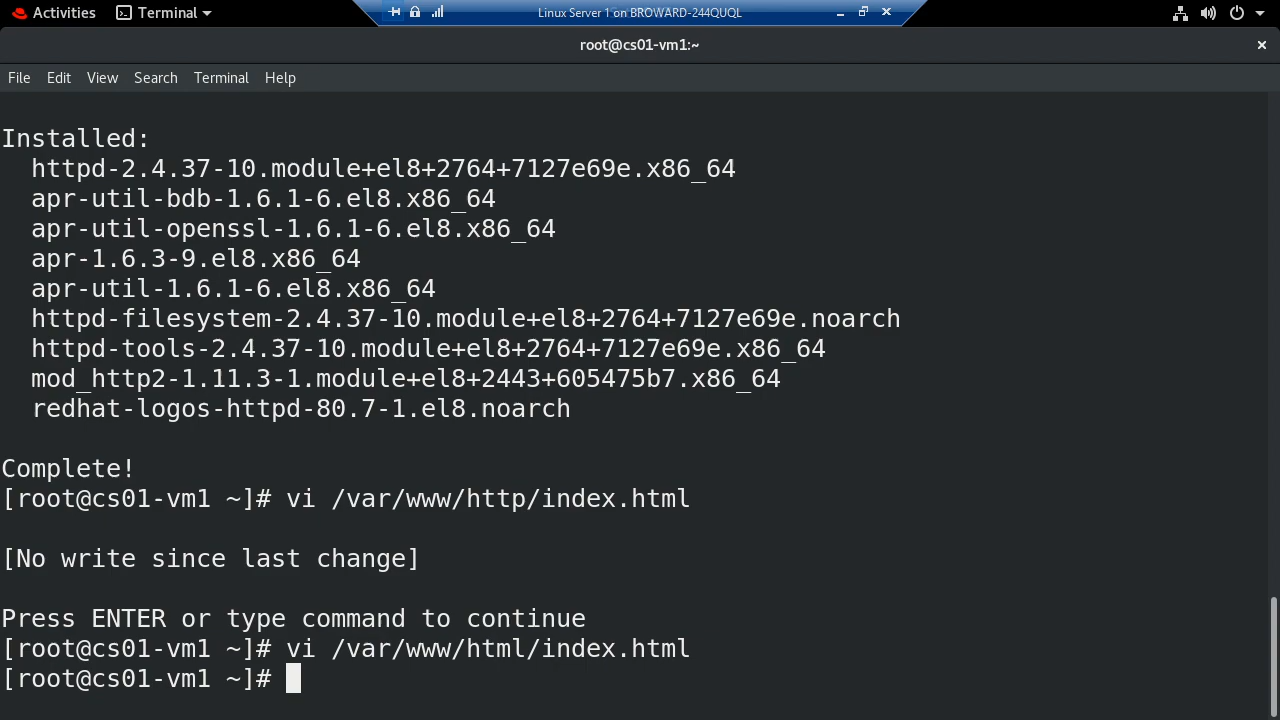 Activities Terminal Linux Server 1 on BROWARD-244QUQL
root@cs01-vm1:~
File Edit View Search Terminal Help
Installed:
httpd-2.4.37-10.module+el8+2764+7127e69e.x86_64
apr-util-bdb-1.6.1-6.el8.x86_64
apr-util-openssl-1.6.1-6.el8.x86_64
apr-1.6.3-9.el8.x86_64
apr-util-1.6.1-6.el8.x86_64
httpd-filesystem-2.4.37-10.module+el8+2764+7127e69e.noarch
httpd-tools-2.4.37-10.module+el8+2764+7127e69e.x86_64
mod_http2-1.11.3-1.module+el8+2443+605475b7.x86_64
redhat-logos-httpd-80.7-1.el8.noarch
Complete!
[root@cs01-vm1 ~]# vi /var/www/http/index.html
[No write since last change]
Press ENTER or type command to continue
[root@cs01-vm1 ~]# vi /var/www/html/index.html
[root@cs01-vm1 ~]#